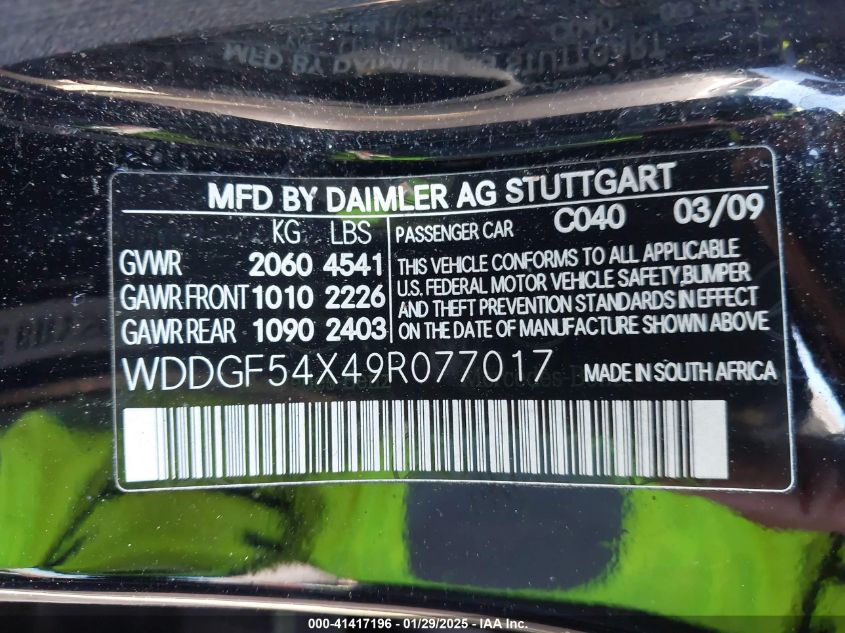 MFD BY DAIMLER AG STUTTGART
KG LBS PASSENGER CAR C040 03/09
GVWR 2060 4541
GAWR FRONT 1010 2226
GAWR REAR 1090 2403
THIS VEHICLE CONFORMS TO ALL APPLICABLE
U.S. FEDERAL MOTOR VEHICLE SAFETY,BUMPER
AND THEFT PREVENTION STANDARDS IN EFFECT
ON THE DATE OF MANUFACTURE SHOWN ABOVE.
WDDGF54X49R077017 MADE IN SOUTH AFRICA
000-41417196 - 01/29/2025 - IAA, Inc.